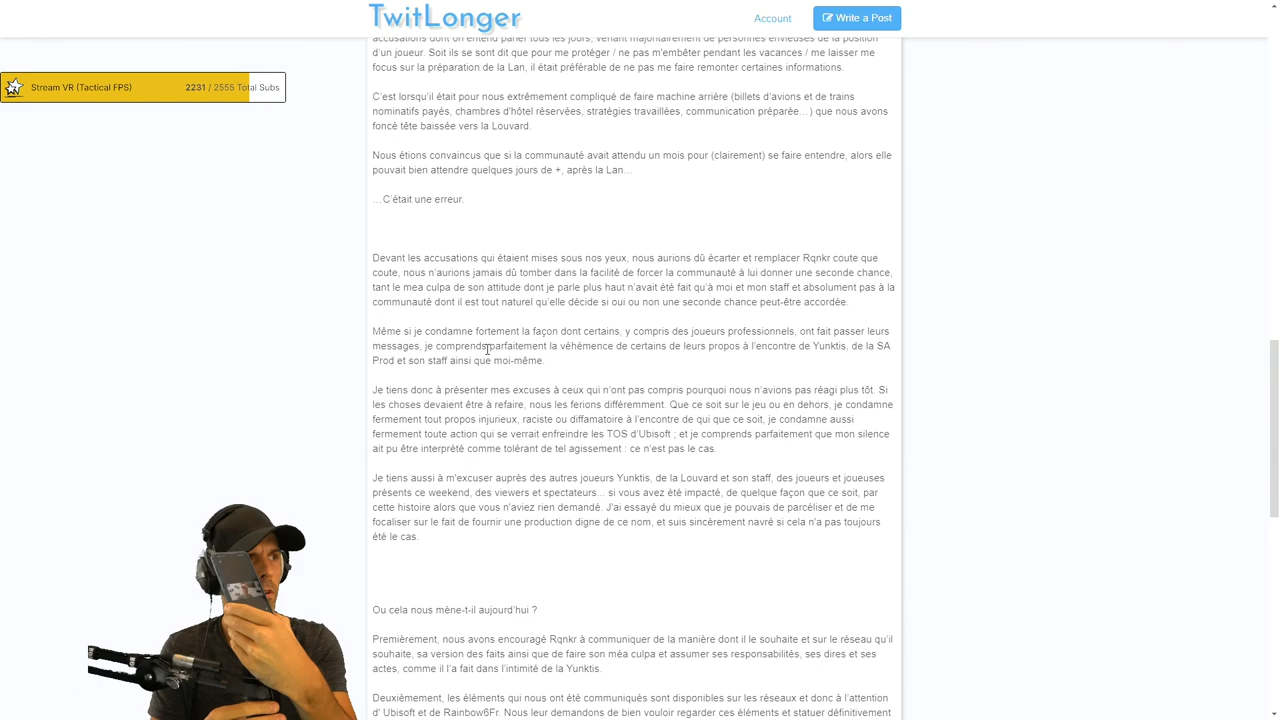 TwitLonger
Account
Write a Post
accusations dont on entend parler tous les jours, venant majoritairement de personnes envieuses de la position
d'un joueur. Soit ils se sont dit que pour me protéger / ne pas m'embêter pendant les vacances / me laisser me
focus sur la préparation de la Lan, il était préférable de ne pas me faire remonter certaines informations.
Stream VR (Tactical FPS)
2231 / 2555 Total Subs
C'est lorsqu'il était pour nous extrêmement compliqué de faire machine arrière (billets d'avions et de trains
nominatifs payés, chambres d'hôtel réservées, stratégies travaillées, communication préparée…) que nous avons
foncé tête baissée vers la Louvard.
Nous étions convaincus que si la communauté avait attendu un mois pour (clairement) se faire entendre, alors elle
pouvait bien attendre quelques jours de +, après la Lan…
…C'était une erreur.
Devant les accusations qui étaient mises sous nos yeux, nous aurions dû écarter et remplacer Rqnkr coute que
coute, nous n'aurions jamais dû tomber dans la facilité de forcer la communauté à lui donner une seconde chance,
tant le mea culpa de son attitude dont je parle plus haut n'avait été fait qu'à moi et mon staff et absolument pas à la
communauté dont il est tout naturel qu'elle décide si oui ou non une seconde chance peut-être accordée.
Même si je condamne fortement la façon dont certains, y compris des joueurs professionnels, ont fait passer leurs
messages, je comprends parfaitement la véhémence de certains de leurs propos à l'encontre de Yunktis, de la SA
Prod et son staff ainsi que moi-même.
Je tiens donc à présenter mes excuses à ceux qui n'ont pas compris pourquoi nous n'avions pas réagi plus tôt. Si
les choses devaient être à refaire, nous les ferions différemment. Que ce soit sur le jeu ou en dehors, je condamne
fermement tout propos injurieux, raciste ou diffamatoire à l'encontre de qui que ce soit, je condamne aussi
fermement toute action qui se verrait enfreindre les TOS d'Ubisoft ; et je comprends parfaitement que mon silence
ait pu être interprété comme tolérant de tel agissement : ce n'est pas le cas.
Je tiens aussi à m'excuser auprès des autres joueurs Yunktis, de la Louvard et son staff, des joueurs et joueuses
présents ce weekend, des viewers et spectateurs... si vous avez été impacté, de quelque façon que ce soit, par
cette histoire alors que vous n'aviez rien demandé. J'ai essayé du mieux que je pouvais de parcéliser et de me
focaliser sur le fait de fournir une production digne de ce nom, et suis sincèrement navré si cela n'a pas toujours
été le cas.
Ou cela nous mène-t-il aujourd'hui ?
Premièrement, nous avons encouragé Rqnkr à communiquer de la manière dont il le souhaite et sur le réseau qu'il
souhaite, sa version des faits ainsi que de faire son méa culpa et assumer ses responsabilités, ses dires et ses
actes, comme il l'a fait dans l'intimité de la Yunktis.
Deuxièmement, les éléments qui nous ont été communiqués sont disponibles sur les réseaux et donc à l'attention
d' Ubisoft et de Rainbow6Fr. Nous leur demandons de bien vouloir regarder ces éléments et statuer définitivement